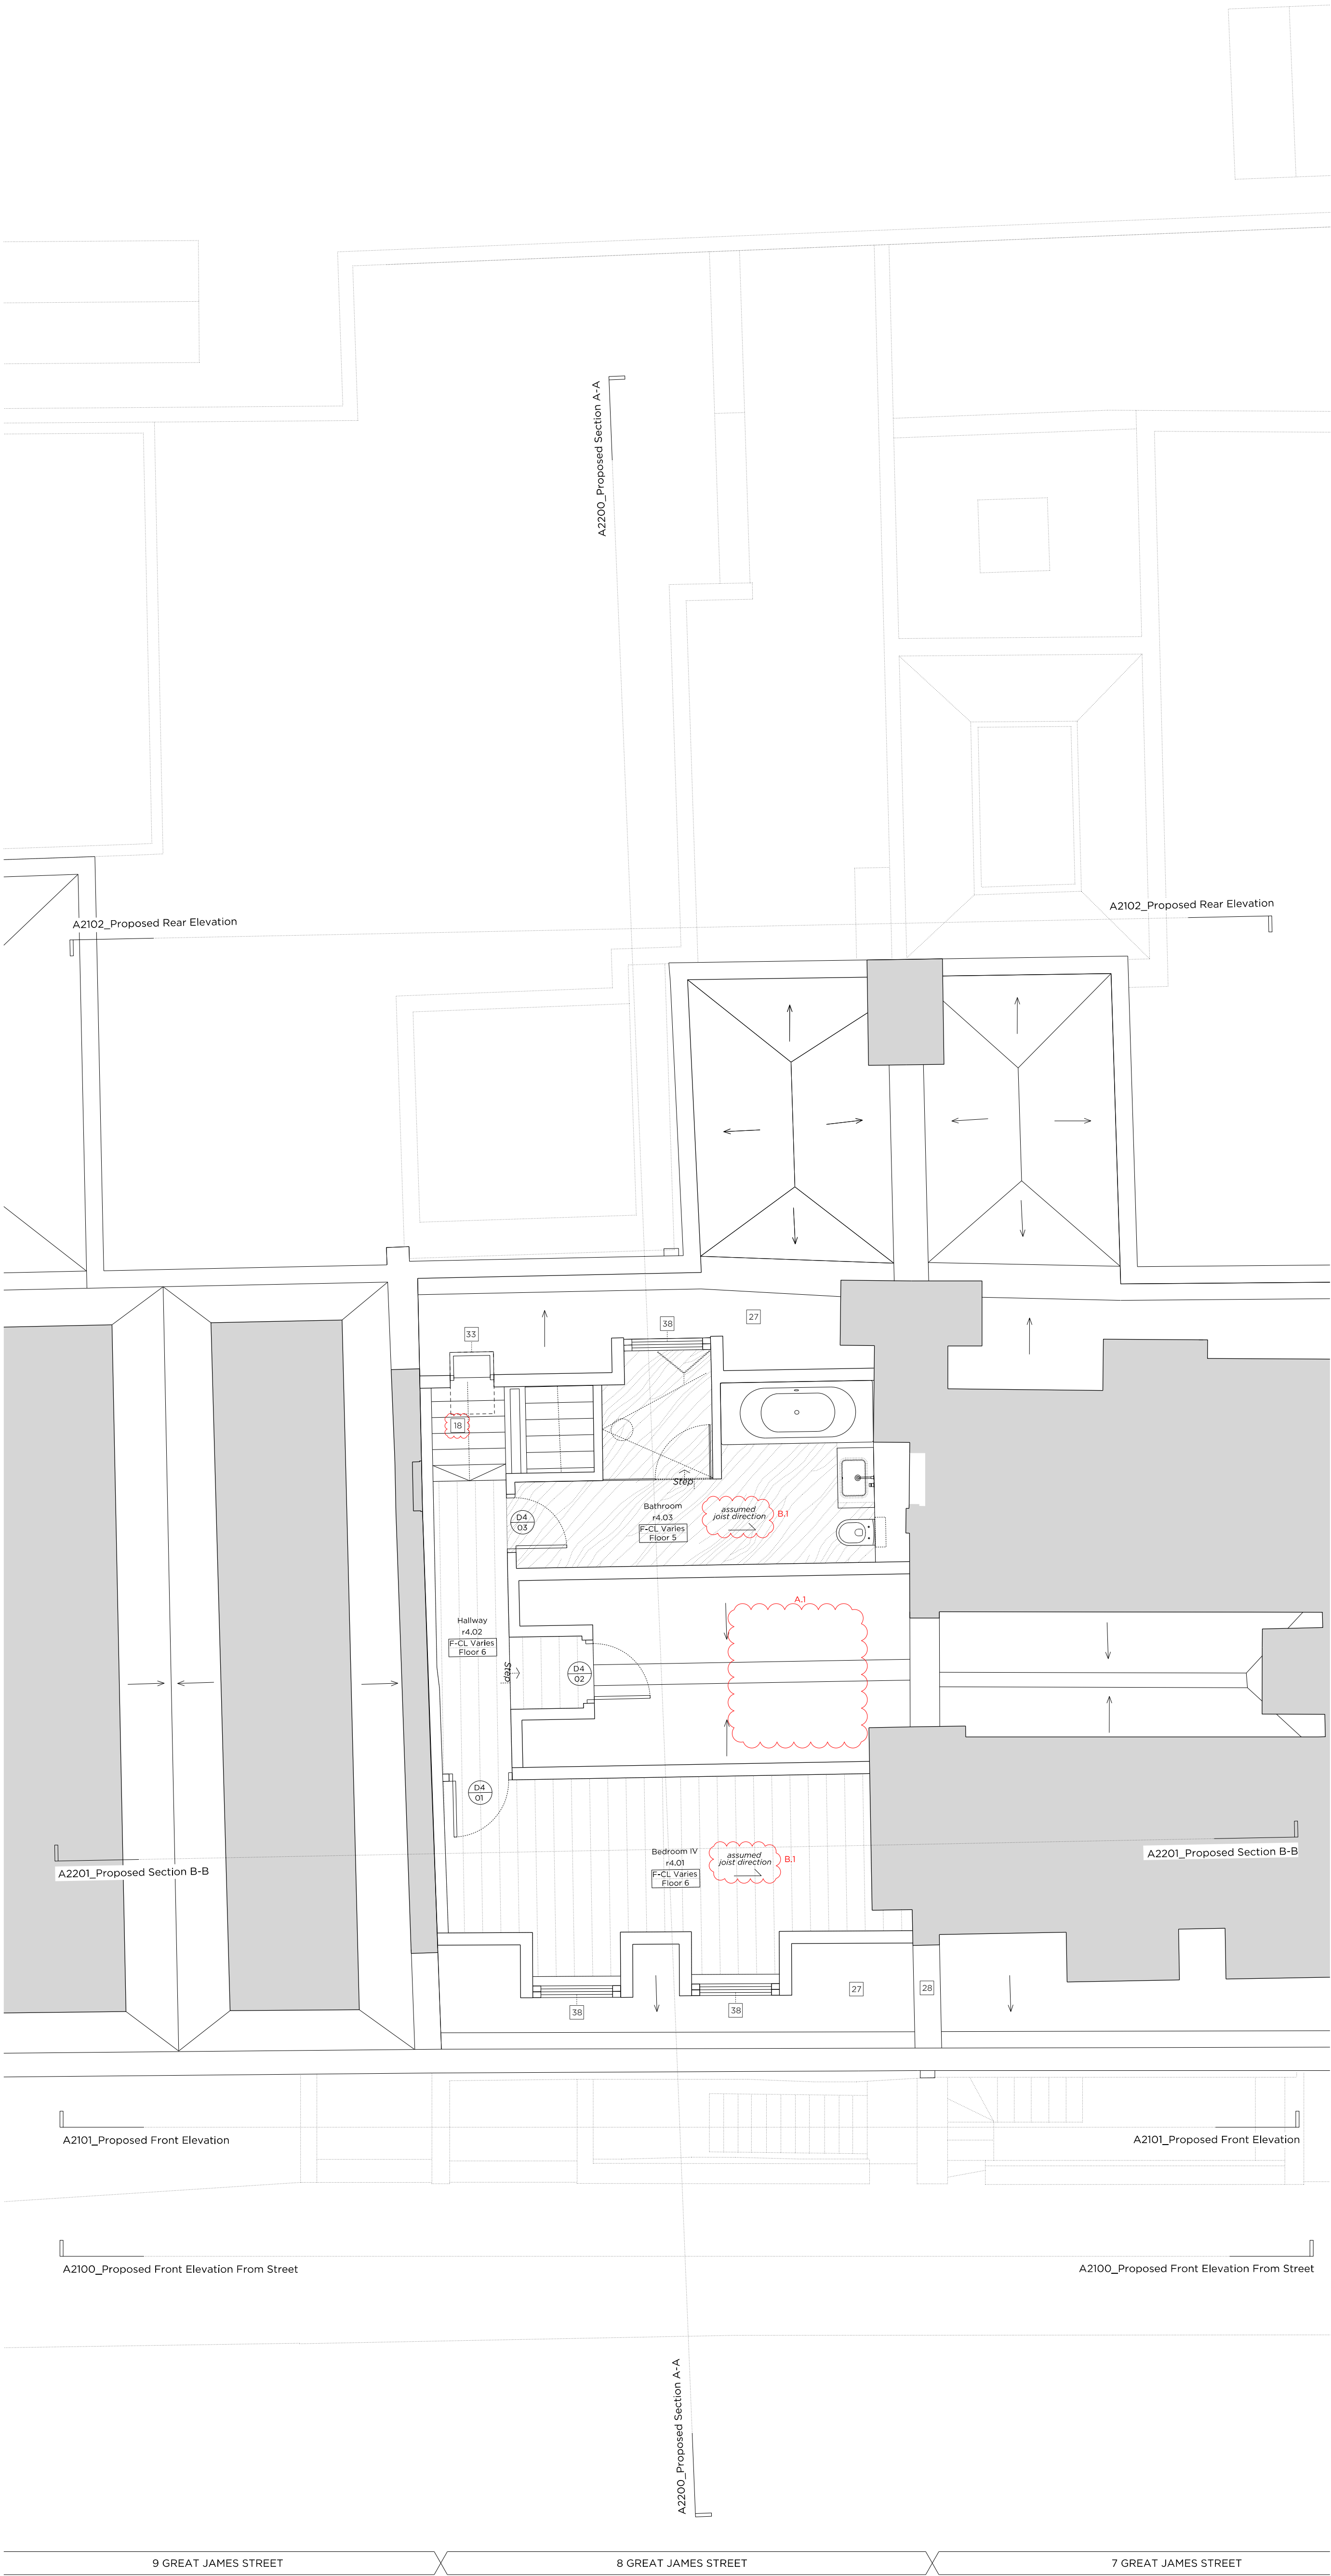 A2200_Proposed Section A-A
A2102_Proposed Rear Elevation
A2102_Proposed Rear Elevation
27
38
33
18
Step
Bathroom
r4.03
F-CL Varies
Floor 5
assumed
joist direction
B.1
D4
03
A.1
Hallway
r4.02
F-CL Varies
Floor 6
Step
D4
02
D4
01
Bedroom IV
r4.01
F-CL Varies
Floor 6
assumed
joist direction
B.1
A2201_Proposed Section B-B
A2201_Proposed Section B-B
27
28
38
38
A2101_Proposed Front Elevation
A2101_Proposed Front Elevation
A2100_Proposed Front Elevation From Street
A2100_Proposed Front Elevation From Street
A2200_Proposed Section A-A
9 GREAT JAMES STREET
8 GREAT JAMES STREET
7 GREAT JAMES STREET